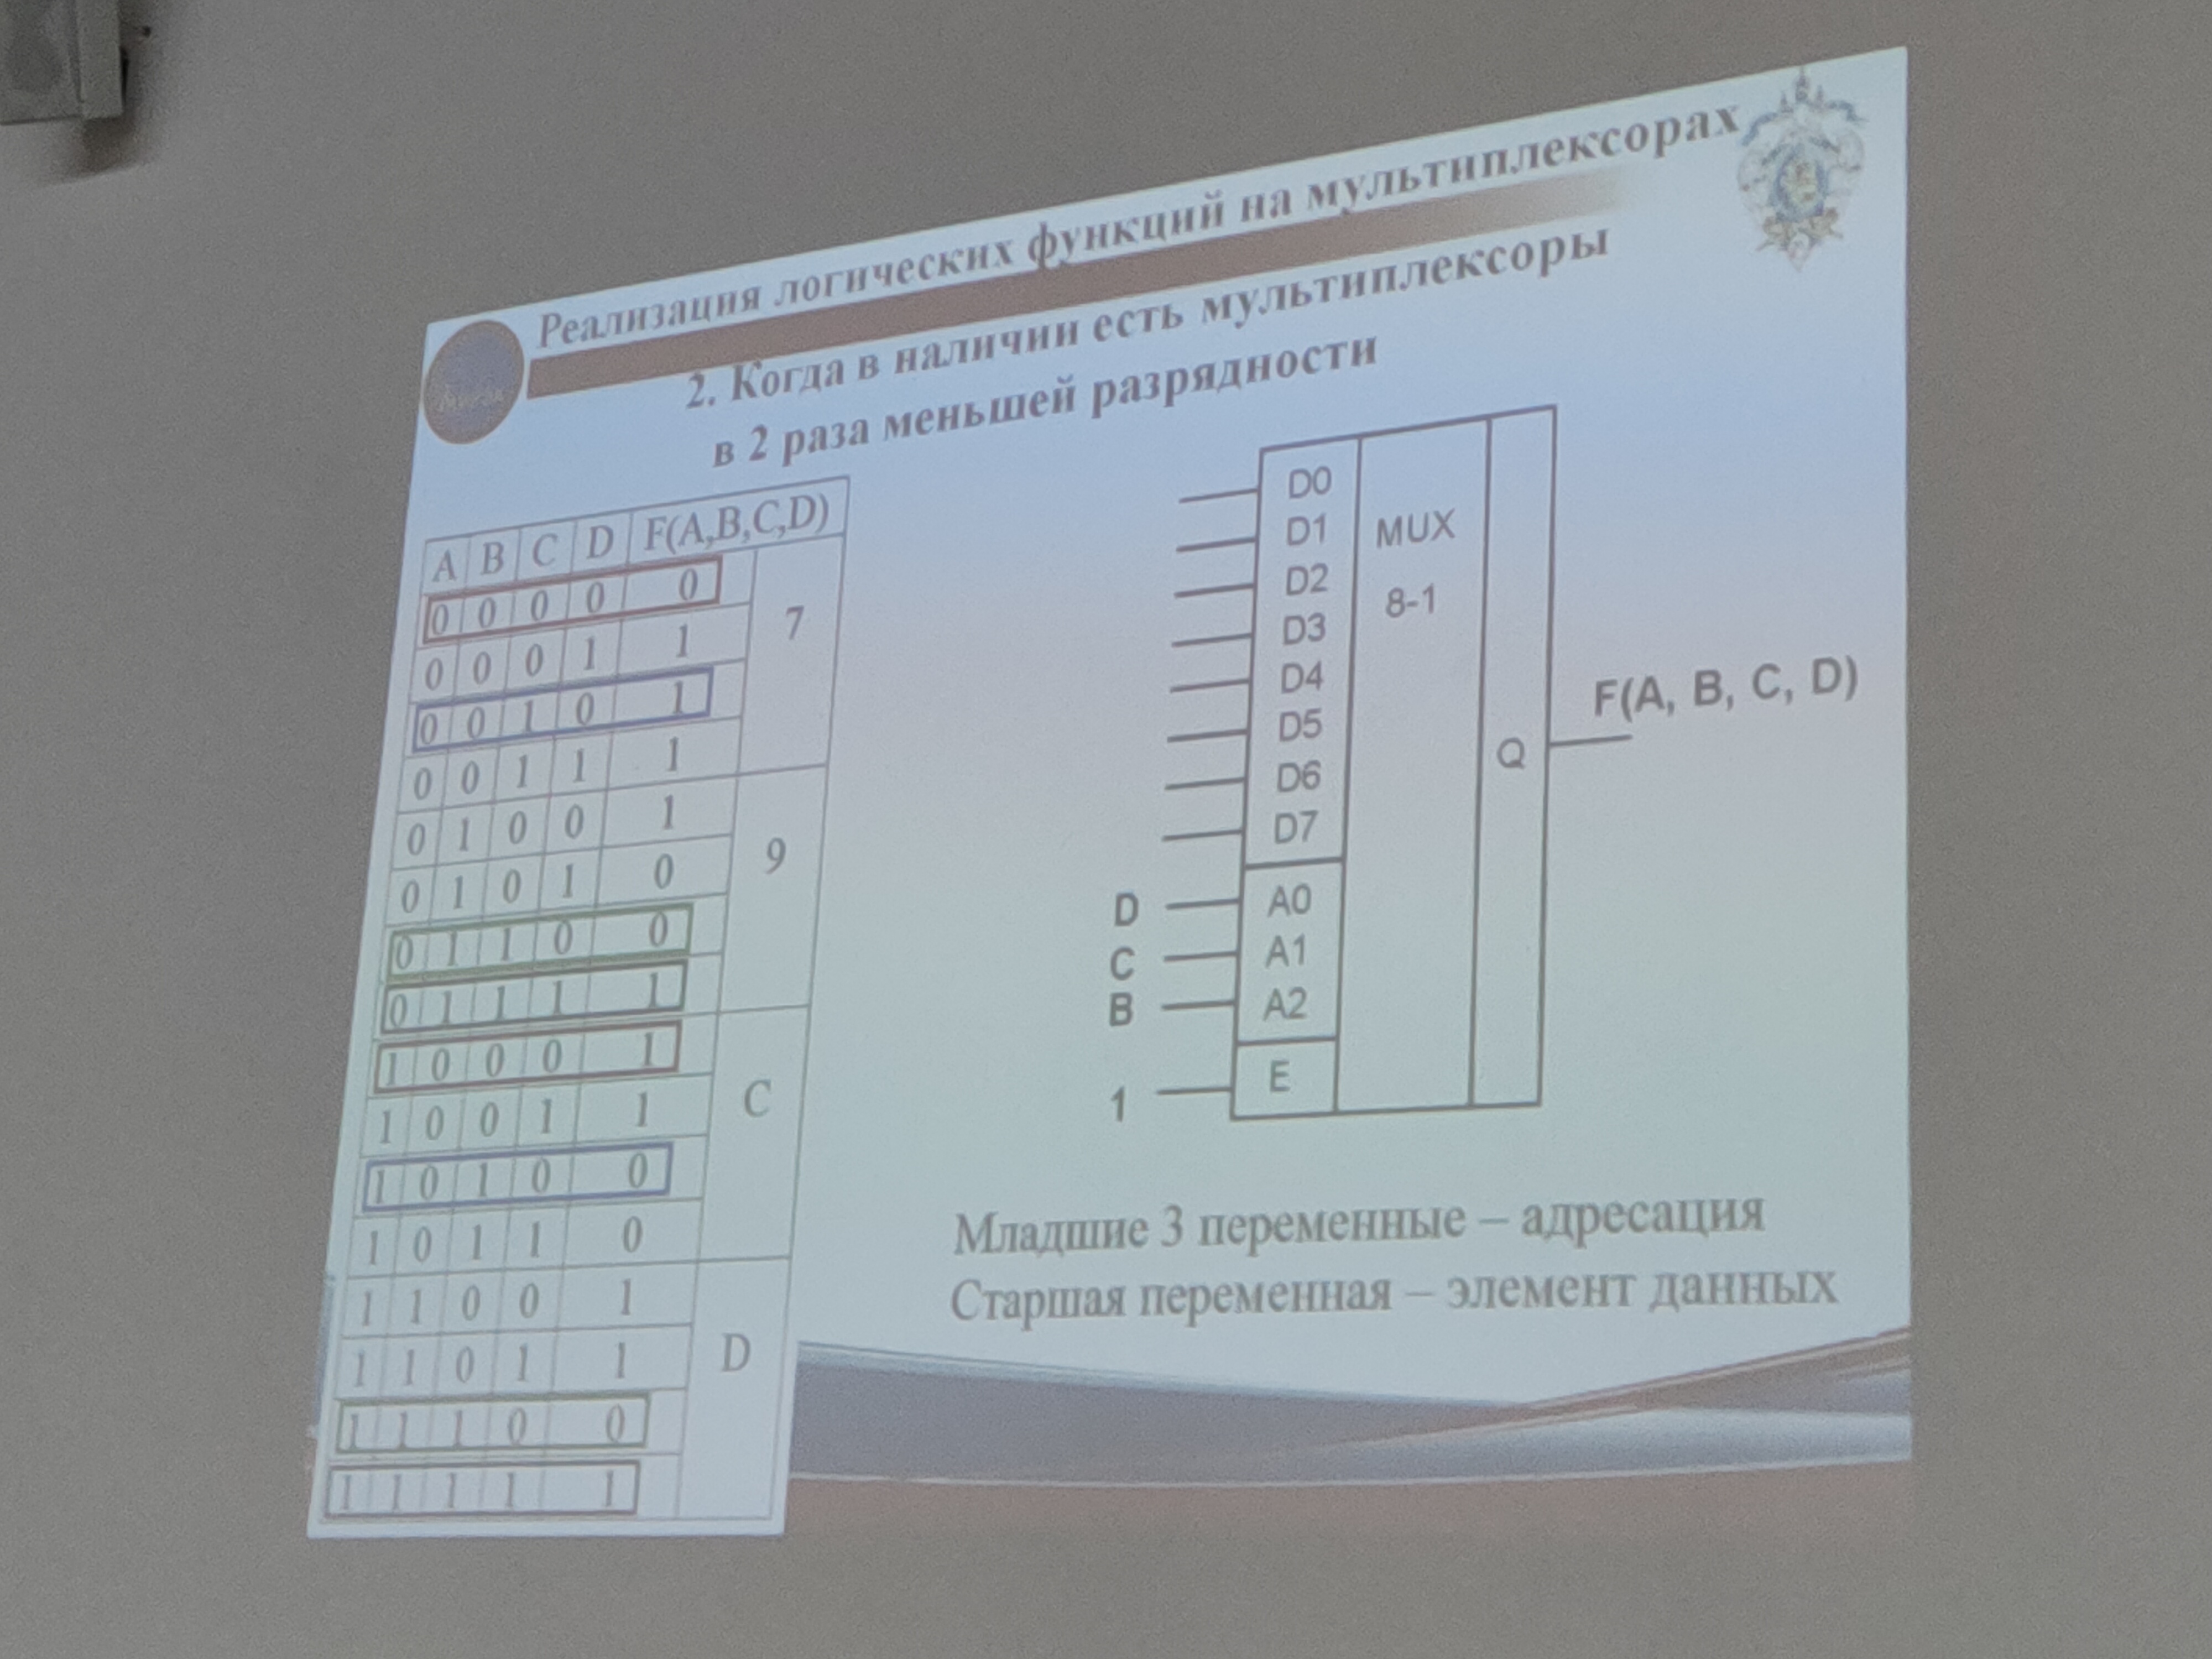 Реализация логических функций на мультиплексорах
2. Когда в наличии есть мультиплексоры
в 2 раза меньшей разрядности
A B C D F(A,B,C,D)
0 0 0 0 0 7
0 0 0 1 1
0 0 1 0 1
0 0 1 1 1
0 1 0 0 1 9
0 1 0 1 0
0 1 1 0 0
0 1 1 1 1
1 0 0 0 1 C
1 0 0 1 1
1 0 1 0 0
1 0 1 1 0
1 1 0 0 1 D
1 1 0 1 1
1 1 1 0 0
1 1 1 1 1
D0
D1 MUX
D2 8-1
D3
D4
D5 Q F(A, B, C, D)
D6
D7
D A0
C A1
B A2
1 E
Младшие 3 переменные – адресация
Старшая переменная – элемент данных